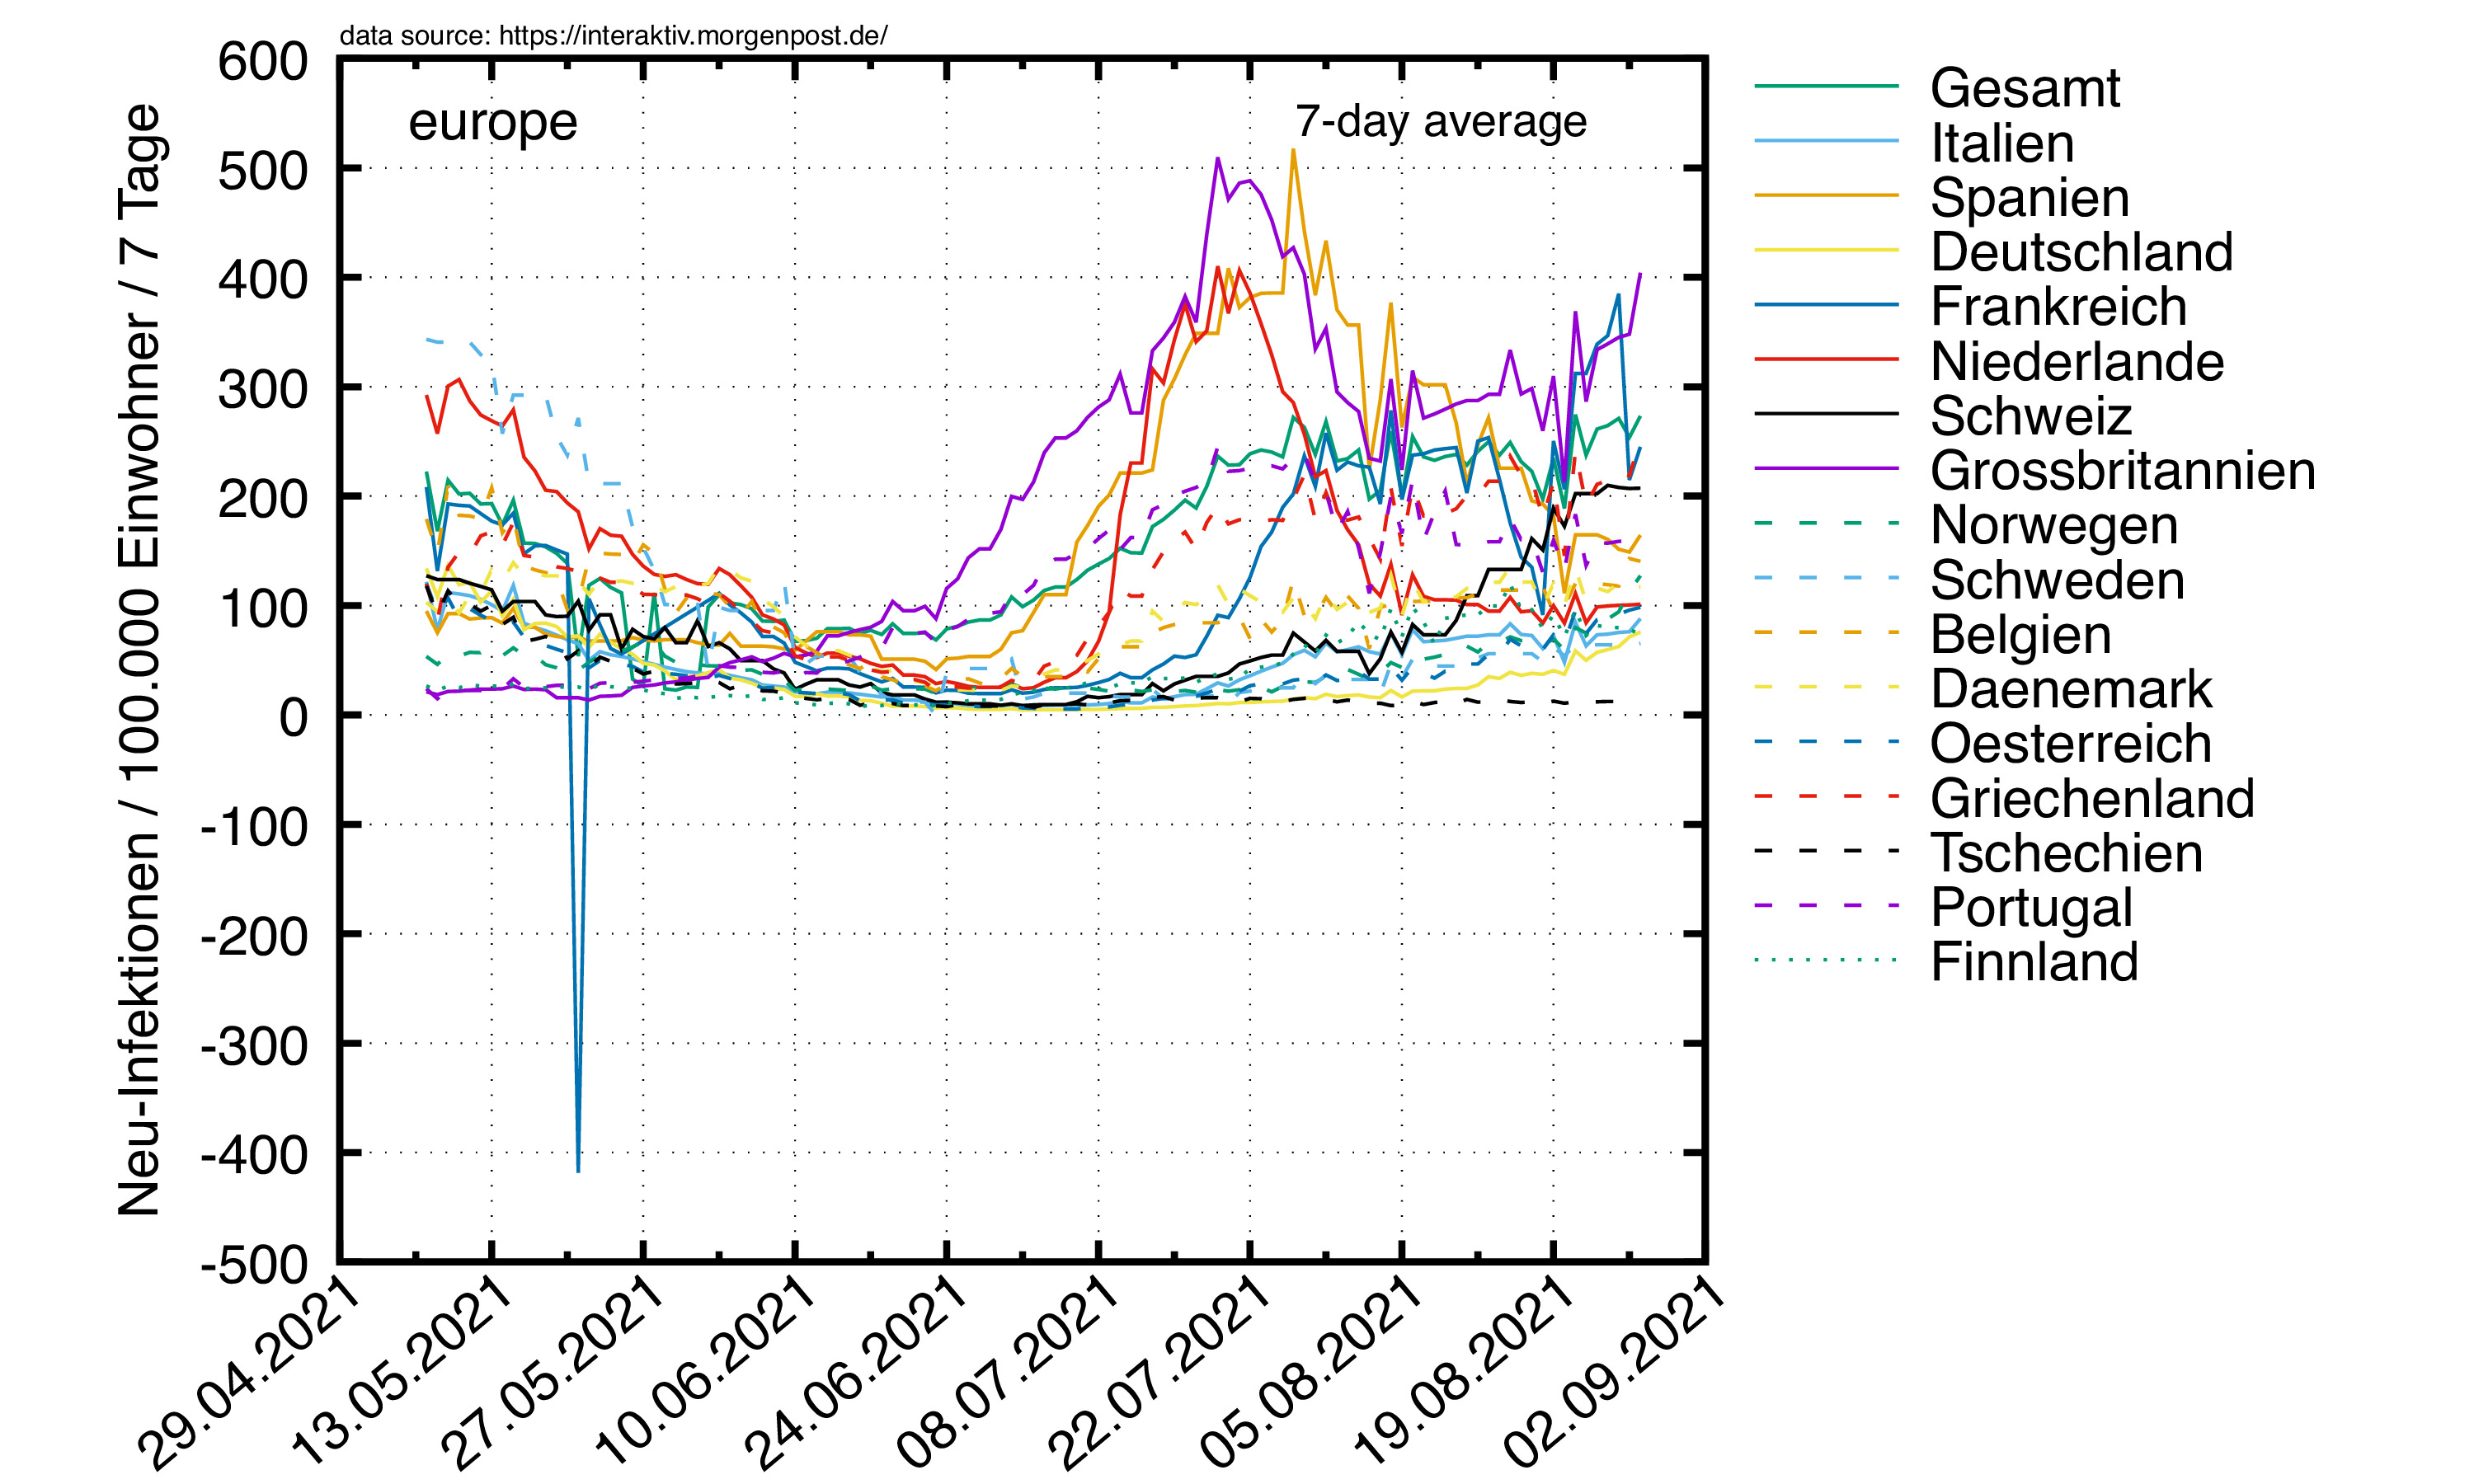 data source: https://interaktiv.morgenpost.de/
europe
7-day average
Neu-Infektionen / 100.000 Einwohner / 7 Tage
600
500
400
300
200
100
0
-100
-200
-300
-400
-500
29.04.2021
13.05.2021
27.05.2021
10.06.2021
24.06.2021
08.07.2021
22.07.2021
05.08.2021
19.08.2021
02.09.2021
Gesamt
Italien
Spanien
Deutschland
Frankreich
Niederlande
Schweiz
Grossbritannien
Norwegen
Schweden
Belgien
Daenemark
Oesterreich
Griechenland
Tschechien
Portugal
Finnland